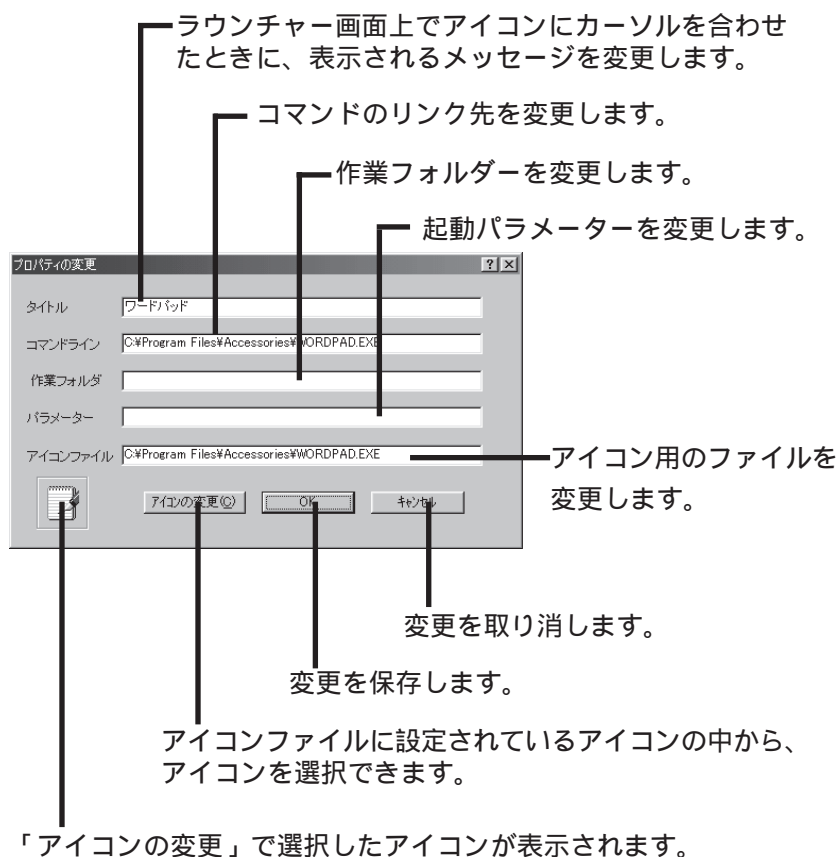 ラウンチャー画面上でアイコンにカーソルを合わせ
たときに、表示されるメッセージを変更します。
コマンドのリンク先を変更します。
作業フォルダーを変更します。
起動パラメーターを変更します。
プロパティの変更
タイトル ワードパッド
コマンドライン C:¥Program Files¥Accessories¥WORDPAD.EXE
作業フォルダ
パラメーター
アイコンファイル C:¥Program Files¥Accessories¥WORDPAD.EXE
アイコン用のファイルを
変更します。
アイコンの変更(C) OK キャンセル
変更を取り消します。
変更を保存します。
アイコンファイルに設定されているアイコンの中から、
アイコンを選択できます。
「アイコンの変更」で選択したアイコンが表示されます。